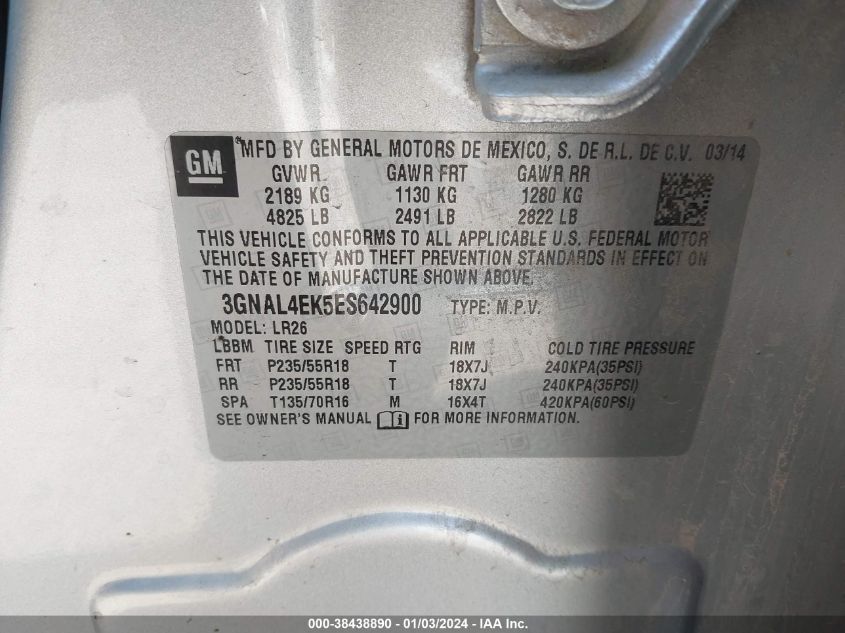 GM
*MFD BY GENERAL MOTORS DE MEXICO, S. DE R.L. DE C.V. 03/14
GVWR GAWR FRT GAWR RR
2189 KG 1130 KG 1280 KG
4825 LB 2491 LB 2822 LB
THIS VEHICLE CONFORMS TO ALL APPLICABLE U.S. FEDERAL MOTOR
VEHICLE SAFETY AND THEFT PREVENTION STANDARDS IN EFFECT ON
THE DATE OF MANUFACTURE SHOWN ABOVE.
3GNAL4EK5ES642900 TYPE: M.P.V.
MODEL: LR26
LBBM TIRE SIZE SPEED RTG RIM COLD TIRE PRESSURE
FRT P235/55R18 T 18X7J 240KPA(35PSI)
RR P235/55R18 T 18X7J 240KPA(35PSI)
SPA T135/70R16 M 16X4T 420KPA(60PSI)
SEE OWNER'S MANUAL FOR MORE INFORMATION.
000-38438890 - 01/03/2024 - IAA Inc.